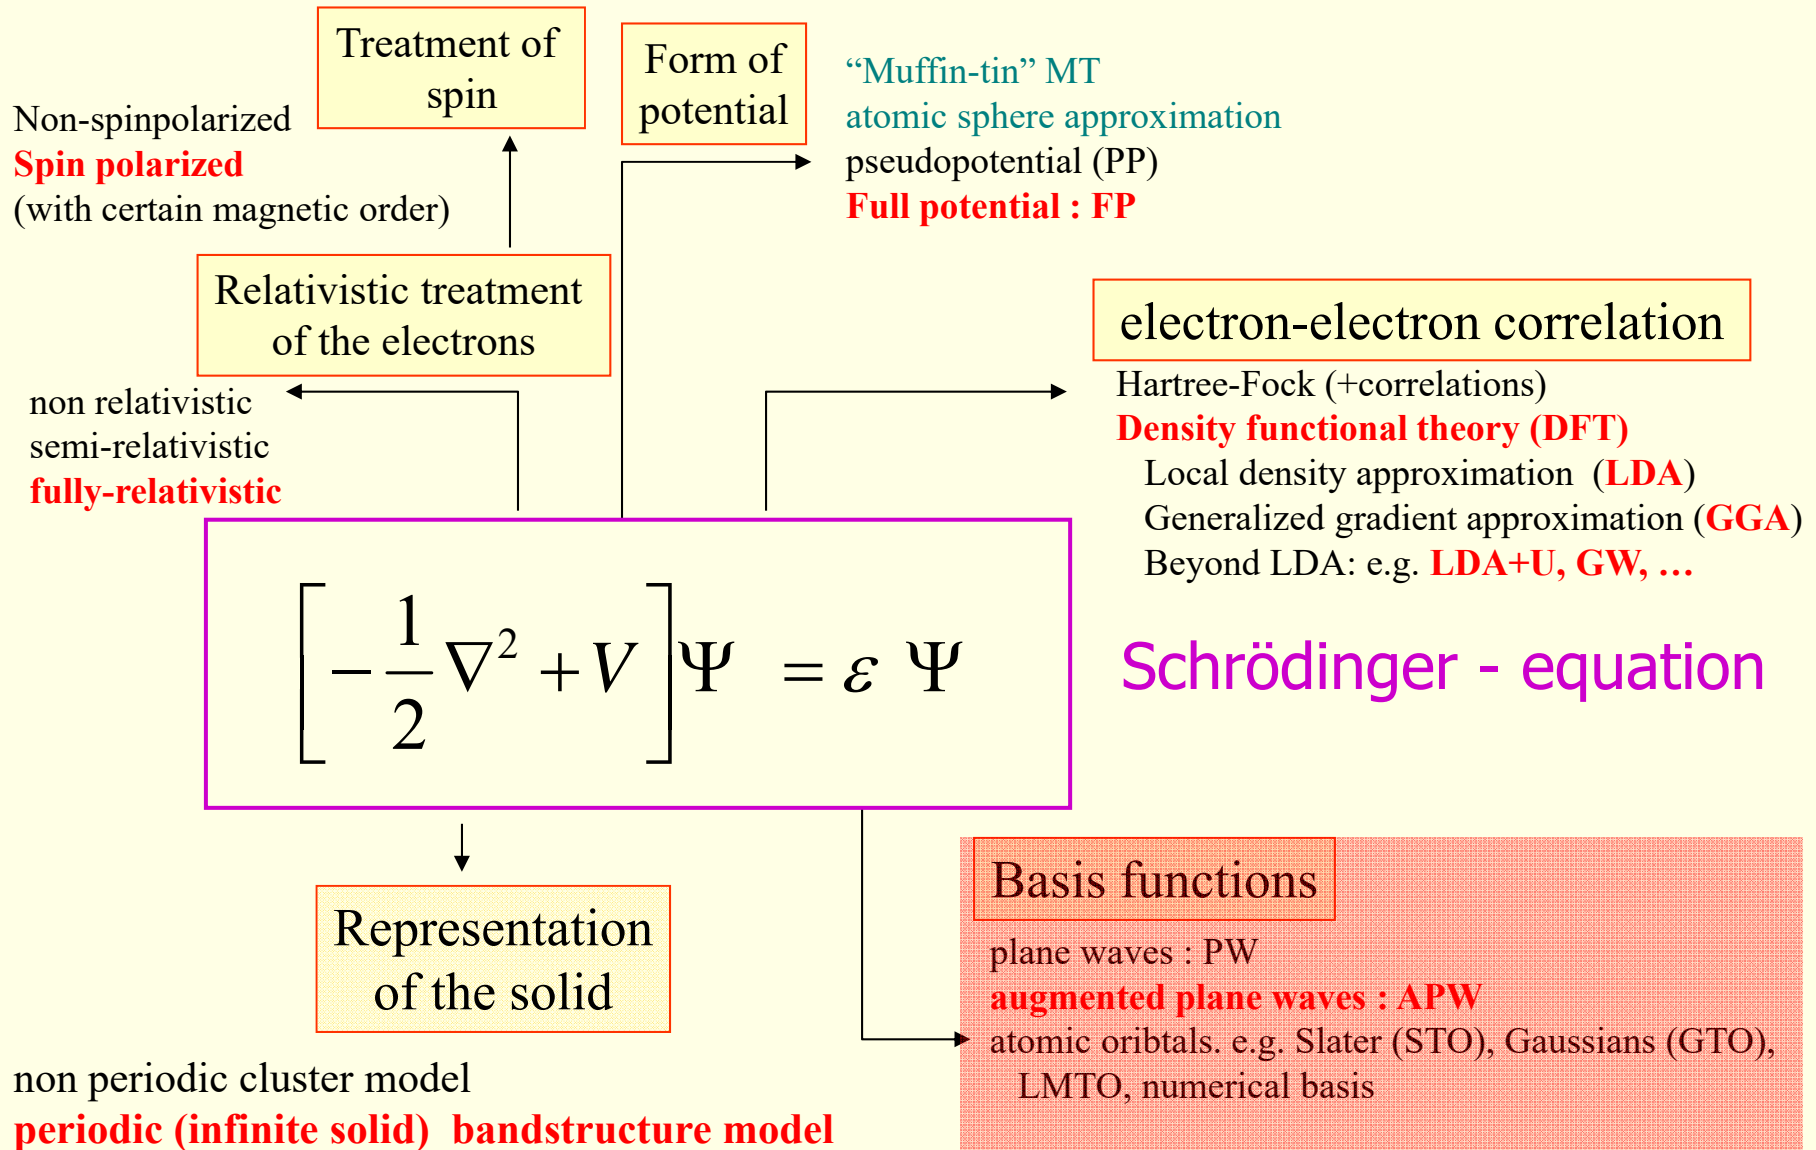 Treatment of
spin
Non-spinpolarized
Spin polarized
(with certain magnetic order)
Form of
potential
“Muffin-tin” MT
atomic sphere approximation
pseudopotential (PP)
Full potential : FP
Relativistic treatment
of the electrons
non relativistic
semi-relativistic
fully-relativistic
electron-electron correlation
Hartree-Fock (+correlations)
Density functional theory (DFT)
Local density approximation (LDA)
Generalized gradient approximation (GGA)
Beyond LDA: e.g. LDA+U, GW, …
[ - 1/2 ∇² + V ] Ψ = ε Ψ
Schrödinger - equation
Representation
of the solid
non periodic cluster model
periodic (infinite solid) bandstructure model
Basis functions
plane waves : PW
augmented plane waves : APW
atomic oribtals. e.g. Slater (STO), Gaussians (GTO),
LMTO, numerical basis